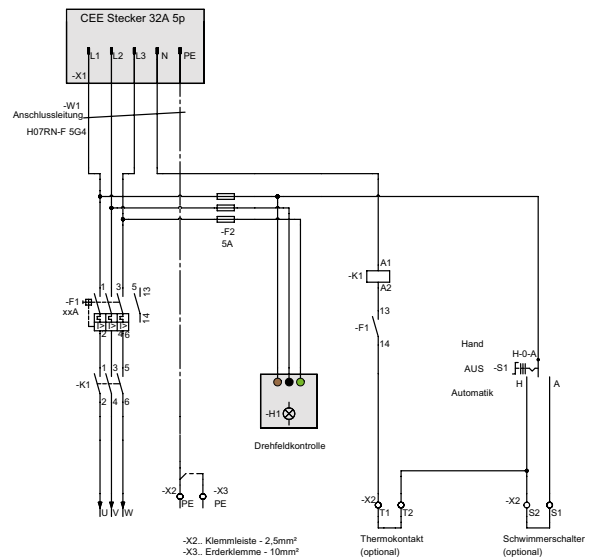 CEE Stecker 32A 5p
L1 L2 L3 N PE
-X1
-W1
Anschlussleitung
H07RN-F 5G4
-F2
5A
A1
-K1
A2
1 3 5 13
-F1
xxA
I> I> I>
2 4 6 14
13
-F1
14
Hand
H-0-A
AUS -S1
H A
Automatik
1 3 5
-K1
2 4 6
-H1
Drehfeldkontrolle
-X2 -X3
PE PE
U V W
-X2
T1 T2
-X2
S2 S1
-X2.. Klemmleiste - 2,5mm²
-X3.. Erderklemme - 10mm²
Thermokontakt
(optional)
Schwimmerschalter
(optional)